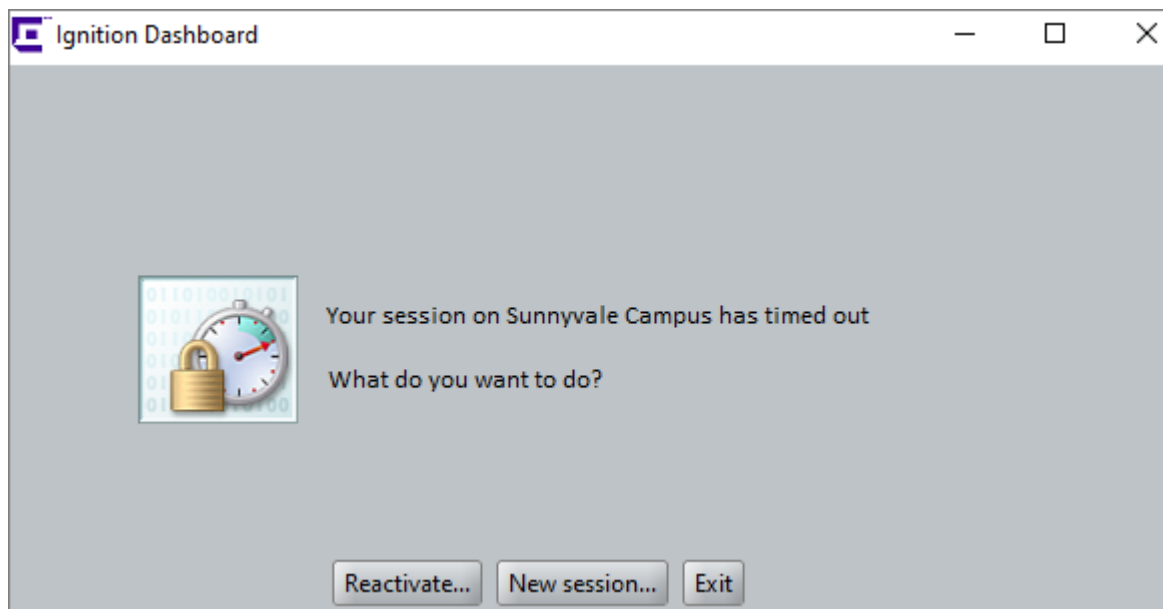 Ignition Dashboard
Your session on Sunnyvale Campus has timed out
What do you want to do?
Reactivate... New session... Exit